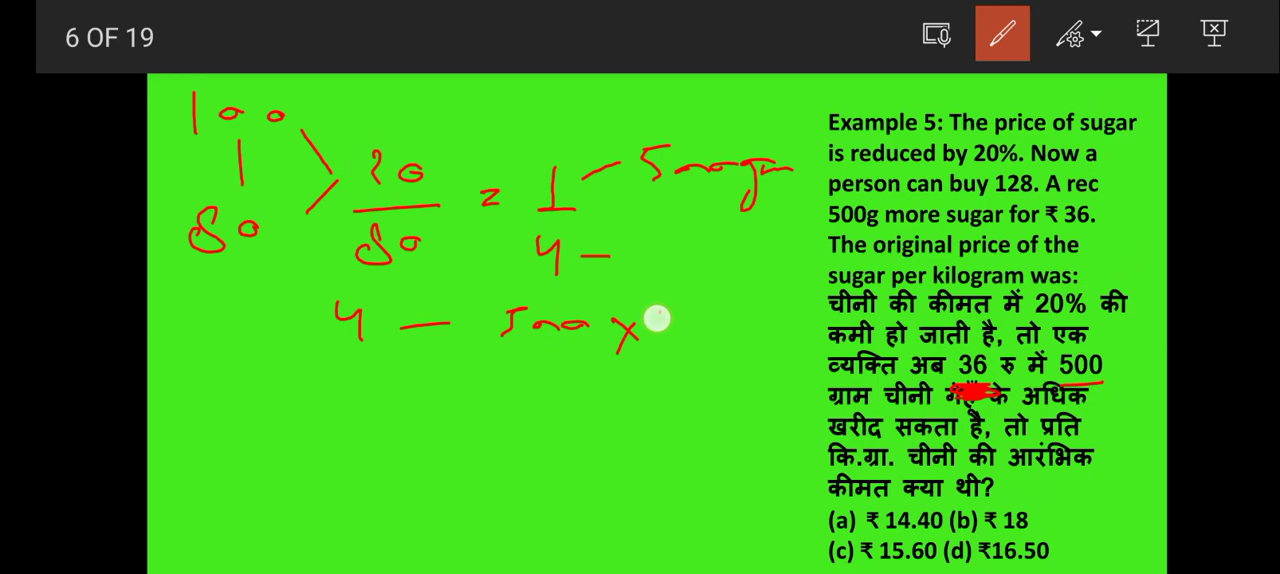 6 OF 19
100
80
20
80
= 1 - 500gm
4 -
4 - 500 x
Example 5: The price of sugar
is reduced by 20%. Now a
person can buy 128. A rec
500g more sugar for ₹ 36.
The original price of the
sugar per kilogram was:
चीनी की कीमत में 20% की
कमी हो जाती है, तो एक
व्यक्ति अब 36 रु में 500
ग्राम चीनी के अधिक
खरीद सकता है, तो प्रति
कि.ग्रा. चीनी की आरंभिक
कीमत क्या थी?
(a) ₹ 14.40 (b) ₹ 18
(c) ₹ 15.60 (d) ₹16.50